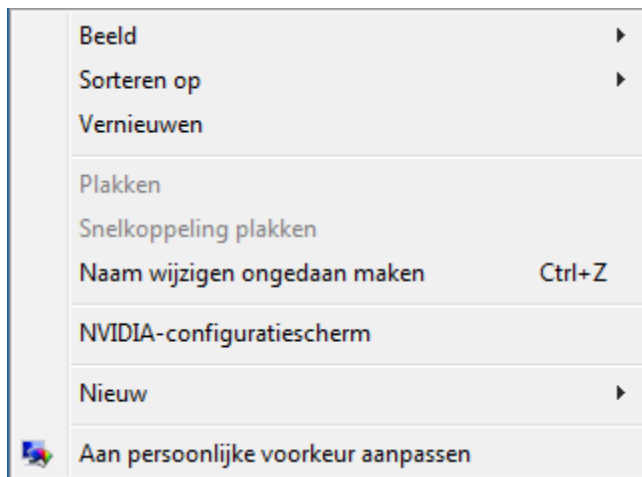 Beeld
Sorteren op
Vernieuwen
Plakken
Snelkoppeling plakken
Naam wijzigen ongedaan maken Ctrl+Z
NVIDIA-configuratiescherm
Nieuw
Aan persoonlijke voorkeur aanpassen